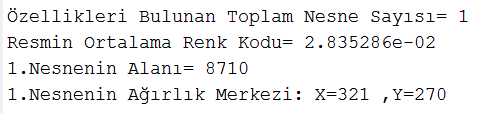 Özellikleri Bulunan Toplam Nesne Sayısı= 1
Resmin Ortalama Renk Kodu= 2.835286e-02
1.Nesnenin Alanı= 8710
1.Nesnenin Ağırlık Merkezi: X=321 ,Y=270